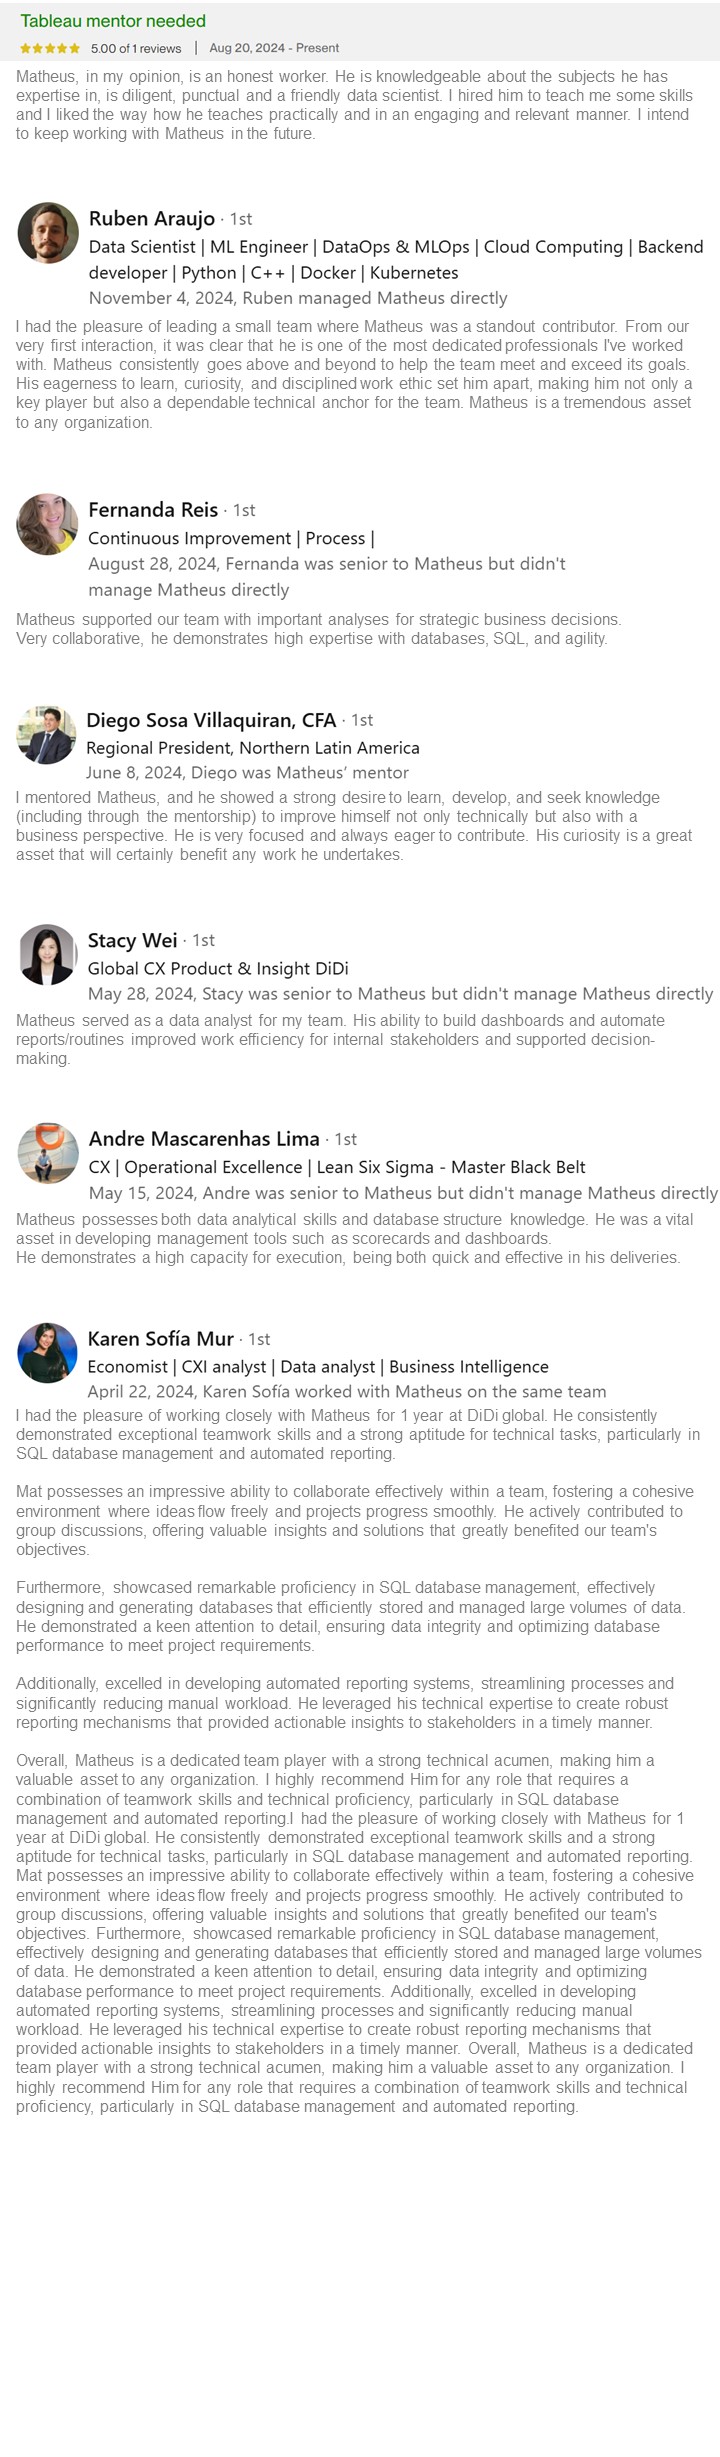 Tableau mentor needed
★★★★★ 5.00 of 1 reviews | Aug 20, 2024 - Present
Matheus, in my opinion, is an honest worker. He is knowledgeable about the subjects he has
expertise in, is diligent, punctual and a friendly data scientist. I hired him to teach me some skills
and I liked the way how he teaches practically and in an engaging and relevant manner. I intend
to keep working with Matheus in the future.
Ruben Araujo · 1st
Data Scientist | ML Engineer | DataOps & MLOps | Cloud Computing | Backend
developer | Python | C++ | Docker | Kubernetes
November 4, 2024, Ruben managed Matheus directly
I had the pleasure of leading a small team where Matheus was a standout contributor. From our
very first interaction, it was clear that he is one of the most dedicated professionals I've worked
with. Matheus consistently goes above and beyond to help the team meet and exceed its goals.
His eagerness to learn, curiosity, and disciplined work ethic set him apart, making him not only a
key player but also a dependable technical anchor for the team. Matheus is a tremendous asset
to any organization.
Fernanda Reis · 1st
Continuous Improvement | Process |
August 28, 2024, Fernanda was senior to Matheus but didn't
manage Matheus directly
Matheus supported our team with important analyses for strategic business decisions.
Very collaborative, he demonstrates high expertise with databases, SQL, and agility.
Diego Sosa Villaquiran, CFA · 1st
Regional President, Northern Latin America
June 8, 2024, Diego was Matheus’ mentor
I mentored Matheus, and he showed a strong desire to learn, develop, and seek knowledge
(including through the mentorship) to improve himself not only technically but also with a
business perspective. He is very focused and always eager to contribute. His curiosity is a great
asset that will certainly benefit any work he undertakes.
Stacy Wei · 1st
Global CX Product & Insight DiDi
May 28, 2024, Stacy was senior to Matheus but didn't manage Matheus directly
Matheus served as a data analyst for my team. His ability to build dashboards and automate
reports/routines improved work efficiency for internal stakeholders and supported decision-
making.
Andre Mascarenhas Lima · 1st
CX | Operational Excellence | Lean Six Sigma - Master Black Belt
May 15, 2024, Andre was senior to Matheus but didn't manage Matheus directly
Matheus possesses both data analytical skills and database structure knowledge. He was a vital
asset in developing management tools such as scorecards and dashboards.
He demonstrates a high capacity for execution, being both quick and effective in his deliveries.
Karen Sofía Mur · 1st
Economist | CXI analyst | Data analyst | Business Intelligence
April 22, 2024, Karen Sofía worked with Matheus on the same team
I had the pleasure of working closely with Matheus for 1 year at DiDi global. He consistently
demonstrated exceptional teamwork skills and a strong aptitude for technical tasks, particularly in
SQL database management and automated reporting.
Mat possesses an impressive ability to collaborate effectively within a team, fostering a cohesive
environment where ideas flow freely and projects progress smoothly. He actively contributed to
group discussions, offering valuable insights and solutions that greatly benefited our team's
objectives.
Furthermore, showcased remarkable proficiency in SQL database management, effectively
designing and generating databases that efficiently stored and managed large volumes of data.
He demonstrated a keen attention to detail, ensuring data integrity and optimizing database
performance to meet project requirements.
Additionally, excelled in developing automated reporting systems, streamlining processes and
significantly reducing manual workload. He leveraged his technical expertise to create robust
reporting mechanisms that provided actionable insights to stakeholders in a timely manner.
Overall, Matheus is a dedicated team player with a strong technical acumen, making him a
valuable asset to any organization. I highly recommend Him for any role that requires a
combination of teamwork skills and technical proficiency, particularly in SQL database
management and automated reporting.I had the pleasure of working closely with Matheus for 1
year at DiDi global. He consistently demonstrated exceptional teamwork skills and a strong
aptitude for technical tasks, particularly in SQL database management and automated reporting.
Mat possesses an impressive ability to collaborate effectively within a team, fostering a cohesive
environment where ideas flow freely and projects progress smoothly. He actively contributed to
group discussions, offering valuable insights and solutions that greatly benefited our team's
objectives. Furthermore, showcased remarkable proficiency in SQL database management,
effectively designing and generating databases that efficiently stored and managed large volumes
of data. He demonstrated a keen attention to detail, ensuring data integrity and optimizing
database performance to meet project requirements. Additionally, excelled in developing
automated reporting systems, streamlining processes and significantly reducing manual
workload. He leveraged his technical expertise to create robust reporting mechanisms that
provided actionable insights to stakeholders in a timely manner. Overall, Matheus is a dedicated
team player with a strong technical acumen, making him a valuable asset to any organization. I
highly recommend Him for any role that requires a combination of teamwork skills and technical
proficiency, particularly in SQL database management and automated reporting.